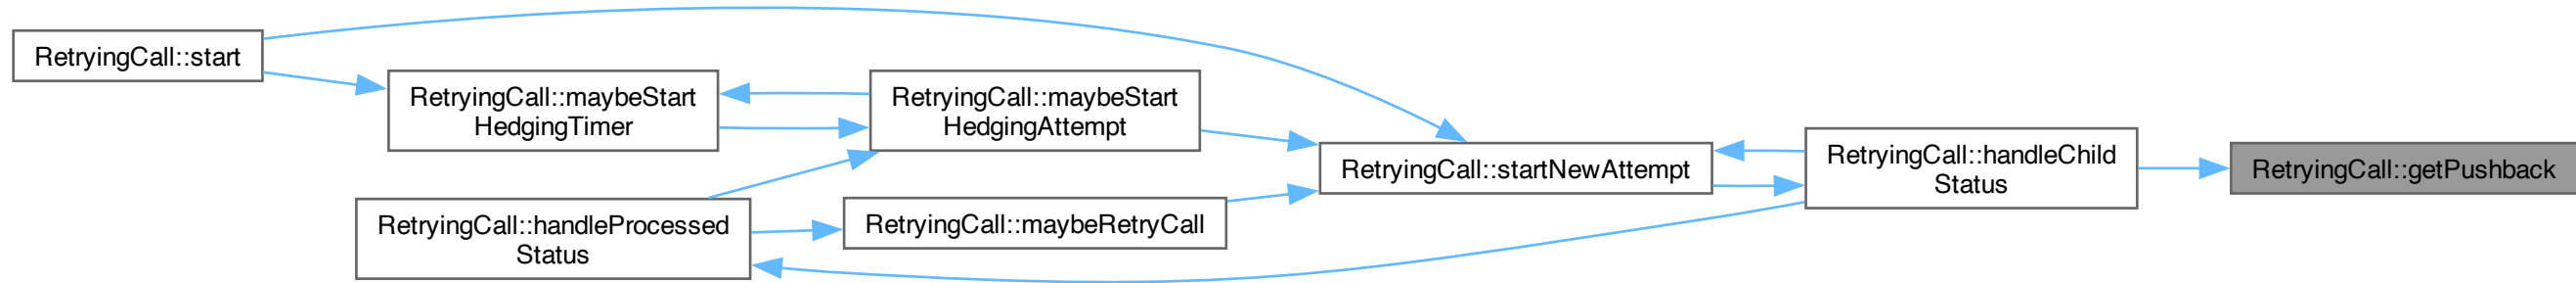 RetryingCall::start
RetryingCall::maybeStart
HedgingTimer
RetryingCall::handleProcessed
Status
RetryingCall::maybeStart
HedgingAttempt
RetryingCall::maybeRetryCall
RetryingCall::startNewAttempt
RetryingCall::handleChild
Status
RetryingCall::getPushback